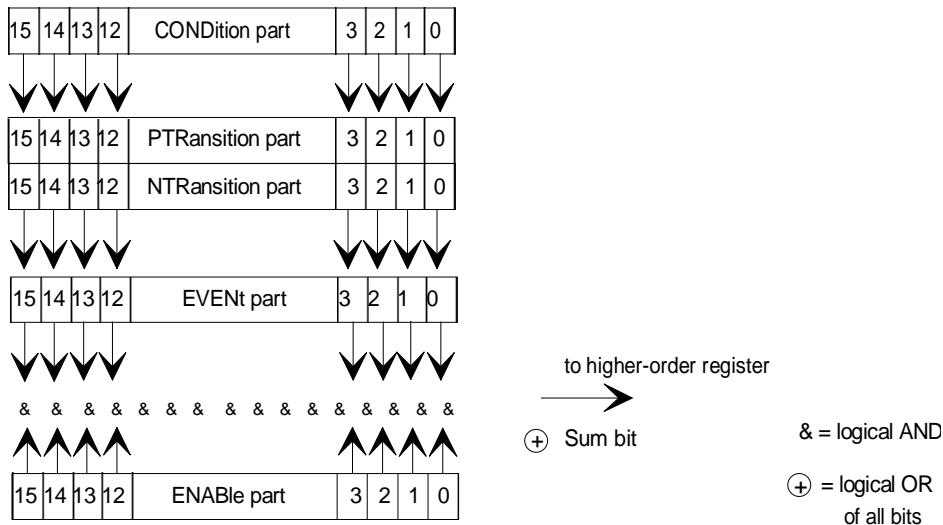 15 14 13 12 CONDition part 3 2 1 0
15 14 13 12 PTRansition part 3 2 1 0
15 14 13 12 NTRansition part 3 2 1 0
15 14 13 12 EVENt part 3 2 1 0
to higher-order register
& & & & & & & & & & & & & & & &
+ Sum bit
& = logical AND
15 14 13 12 ENABle part 3 2 1 0
+ = logical OR
of all bits